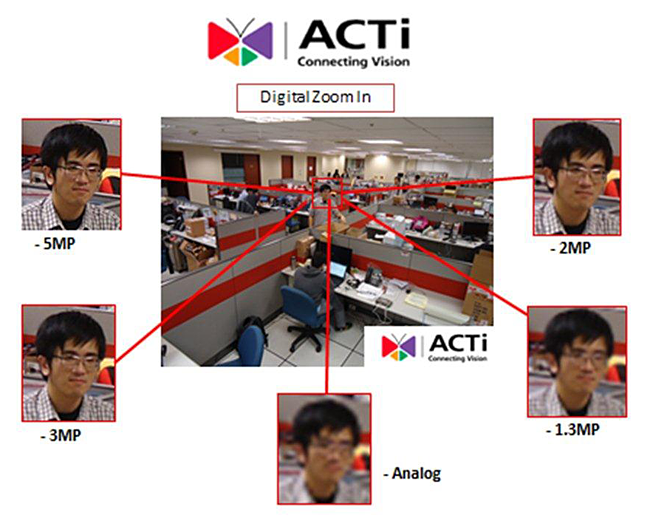 ACTi
Connecting Vision
Digital Zoom In
- 5MP
- 2MP
ACTi
Connecting Vision
- 3MP
- 1.3MP
- Analog